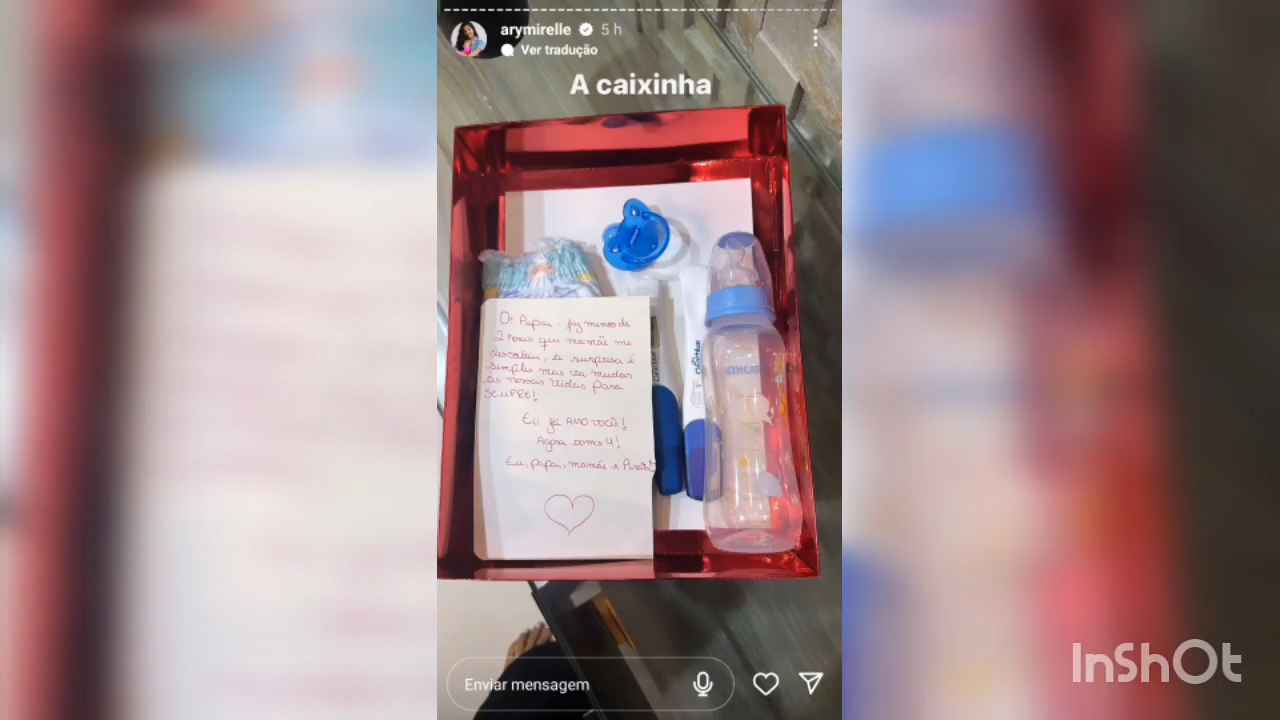 arymirelle 5 h
Ver tradução
A caixinha
Oi Papai, faz menos de
2 horas que mamãe me
descobriu, a surpresa é
simples mas ira mudar
as nossas vidas para
SEMPRE!
Eu já AMO VOCÊ!
Agora somos 4!
Eu, papai, mamãe e
Enviar mensagem
InShOt